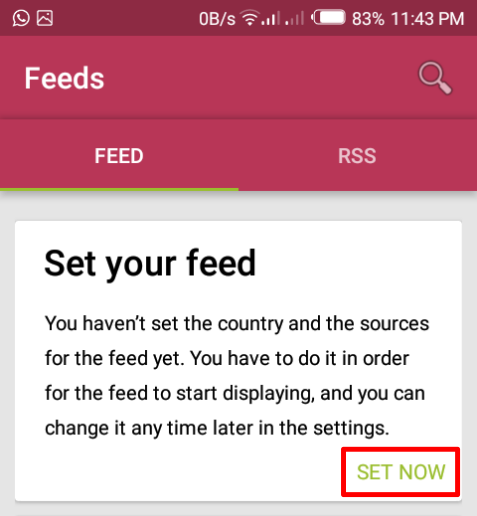 0B/s 83% 11:43 PM
Feeds
FEED RSS
Set your feed
You haven't set the country and the sources
for the feed yet. You have to do it in order
for the feed to start displaying, and you can
change it any time later in the settings.
SET NOW